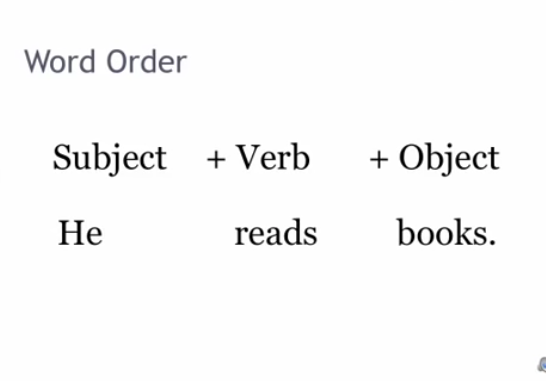 Word Order
Subject + Verb + Object
He reads books.